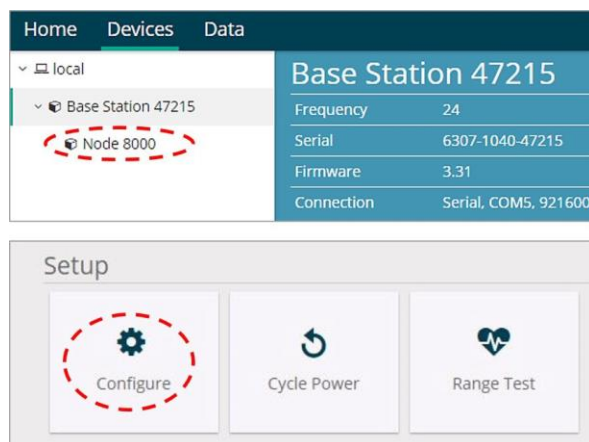 Home Devices Data
local
Base Station 47215
Node 8000
Base Station 47215
Frequency 24
Serial 6307-1040-47215
Firmware 3.31
Connection Serial, COM5, 921600
Setup
Configure Cycle Power Range Test